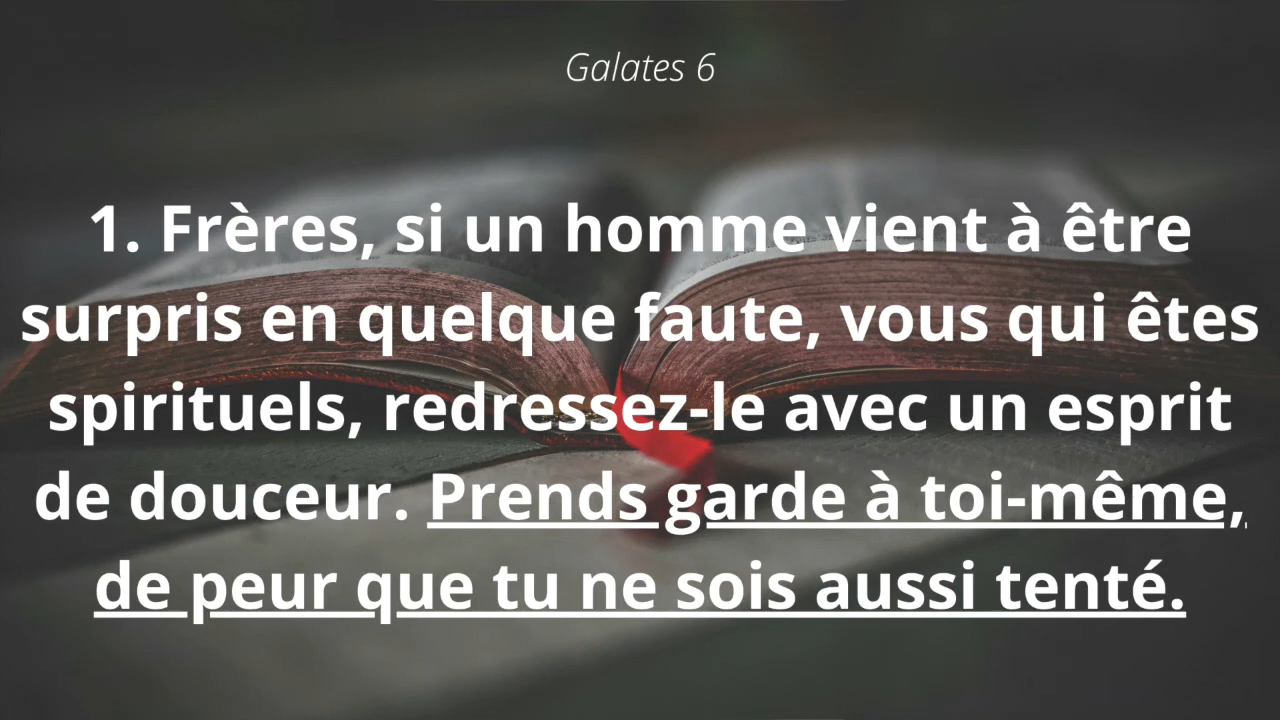 Galates 6
1. Frères, si un homme vient à être
surpris en quelque faute, vous qui êtes
spirituels, redressez-le avec un esprit
de douceur. Prends garde à toi-même,
de peur que tu ne sois aussi tenté.